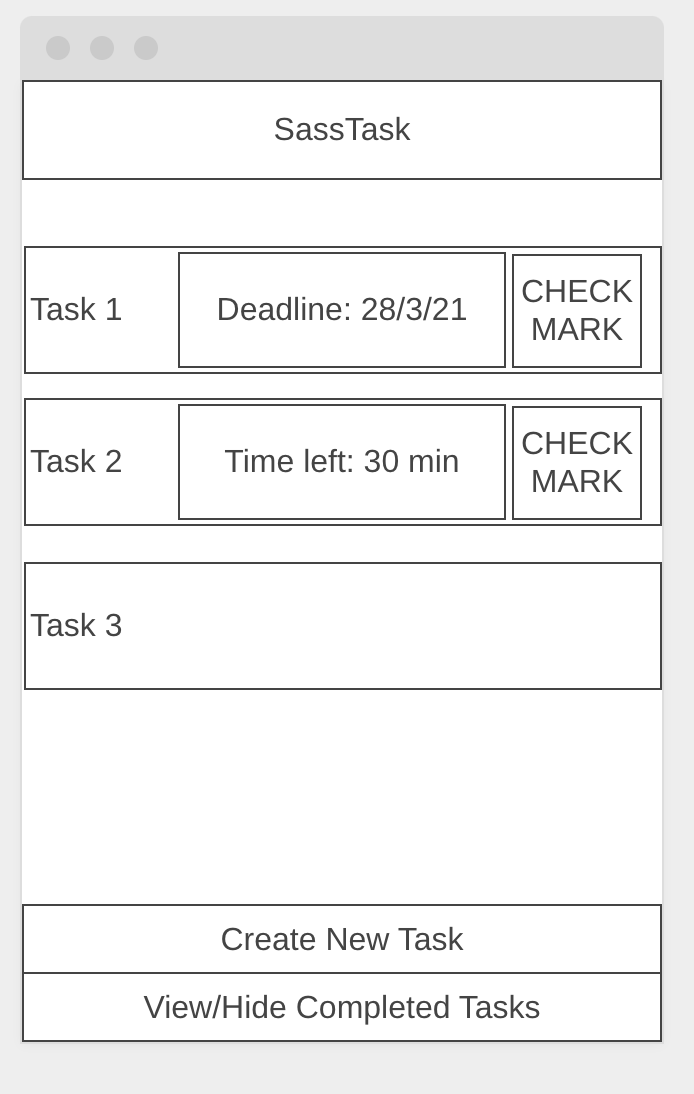 SassTask
Task 1
Deadline: 28/3/21
CHECK
MARK
Task 2
Time left: 30 min
CHECK
MARK
Task 3
Create New Task
View/Hide Completed Tasks